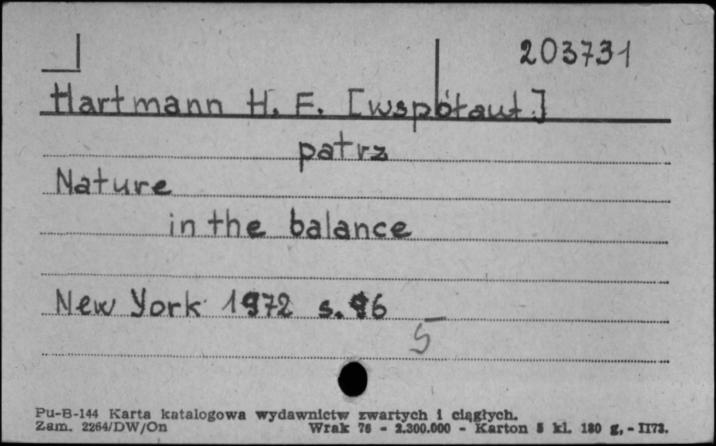 203731
Hartmann H. F. [współaut.]
patrz
Nature
in the balance
New York 1972 s. 96
5
Pu-B-144 Karta katalogowa wydawnictw zwartych i ciągłych.
Zam. 2264/DW/On Wrak 76 - 2.300.000 - Karton 5 kl. 180 g, - II73.